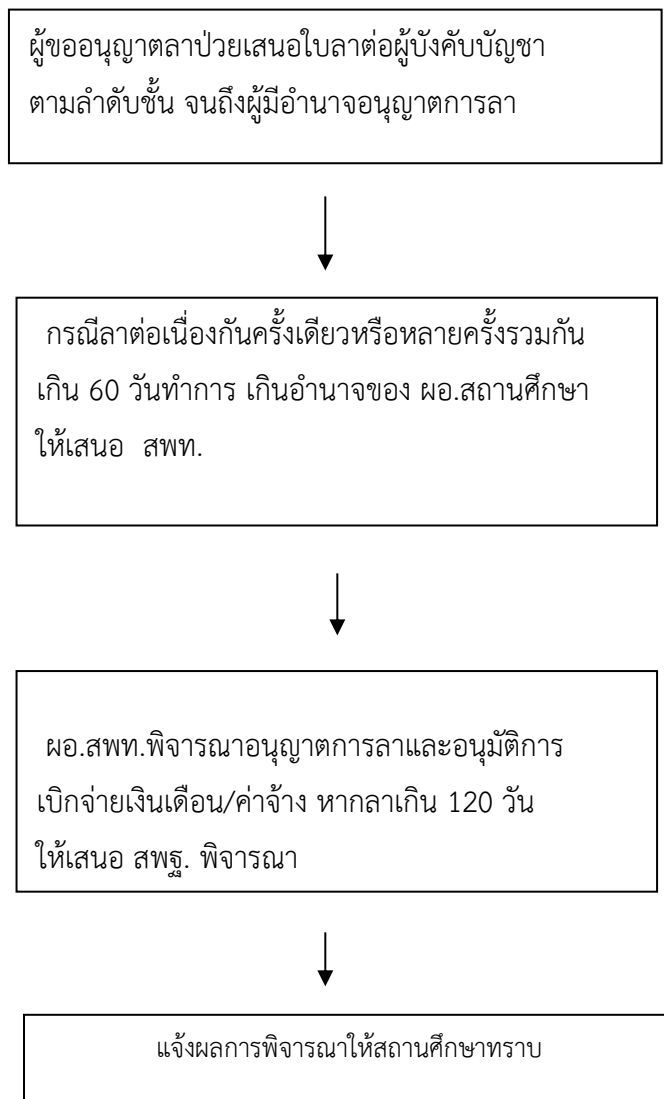 ผู้ขออนุญาตลาป่วยเสนอใบลาต่อผู้บังคับบัญชา
ตามลำดับชั้น จนถึงผู้มีอำนาจอนุญาตการลา
กรณีลาต่อเนื่องกันครั้งเดียวหรือหลายครั้งรวมกัน
เกิน 60 วันทำการ เกินอำนาจของ ผอ.สถานศึกษา
ให้เสนอ สพท.
ผอ.สพท.พิจารณาอนุญาตการลาและอนุมัติการ
เบิกจ่ายเงินเดือน/ค่าจ้าง หากลาเกิน 120 วัน
ให้เสนอ สพฐ. พิจารณา
แจ้งผลการพิจารณาให้สถานศึกษาทราบ